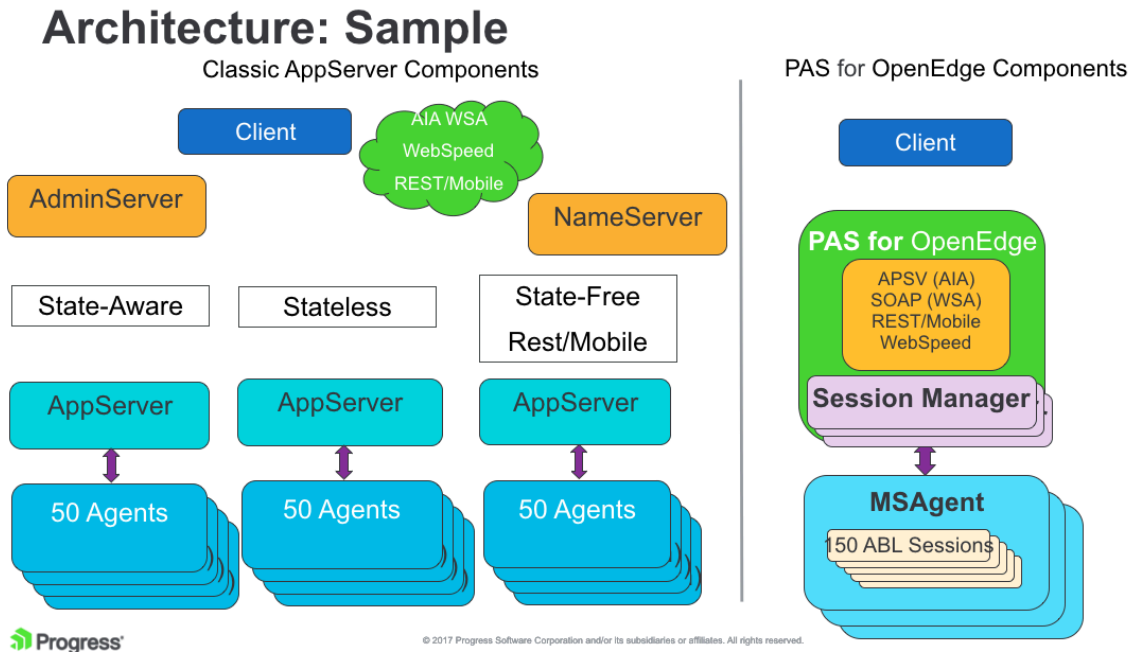 Architecture: Sample
Classic AppServer Components
Client
AIA WSA
WebSpeed
REST/Mobile
AdminServer
NameServer
State-Aware
Stateless
State-Free
Rest/Mobile
AppServer
AppServer
AppServer
50 Agents
50 Agents
50 Agents
PAS for OpenEdge Components
Client
PAS for OpenEdge
APSV (AIA)
SOAP (WSA)
REST/Mobile
WebSpeed
Session Manager
MSAgent
150 ABL Sessions
Progress
© 2017 Progress Software Corporation and/or its subsidiaries or affiliates. All rights reserved.